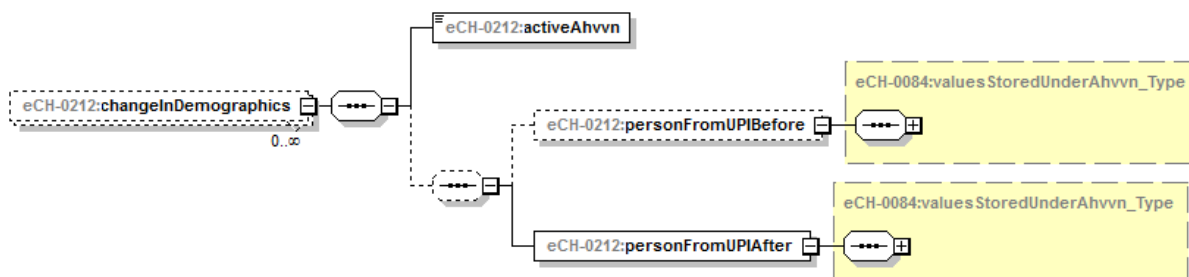 eCH-0212:activeAhvvn
eCH-0084:valuesStoredUnderAhvvn_Type
eCH-0212:changeInDemographics
0..∞
eCH-0212:personFromUPIBefore
eCH-0084:valuesStoredUnderAhvvn_Type
eCH-0212:personFromUPIAfter